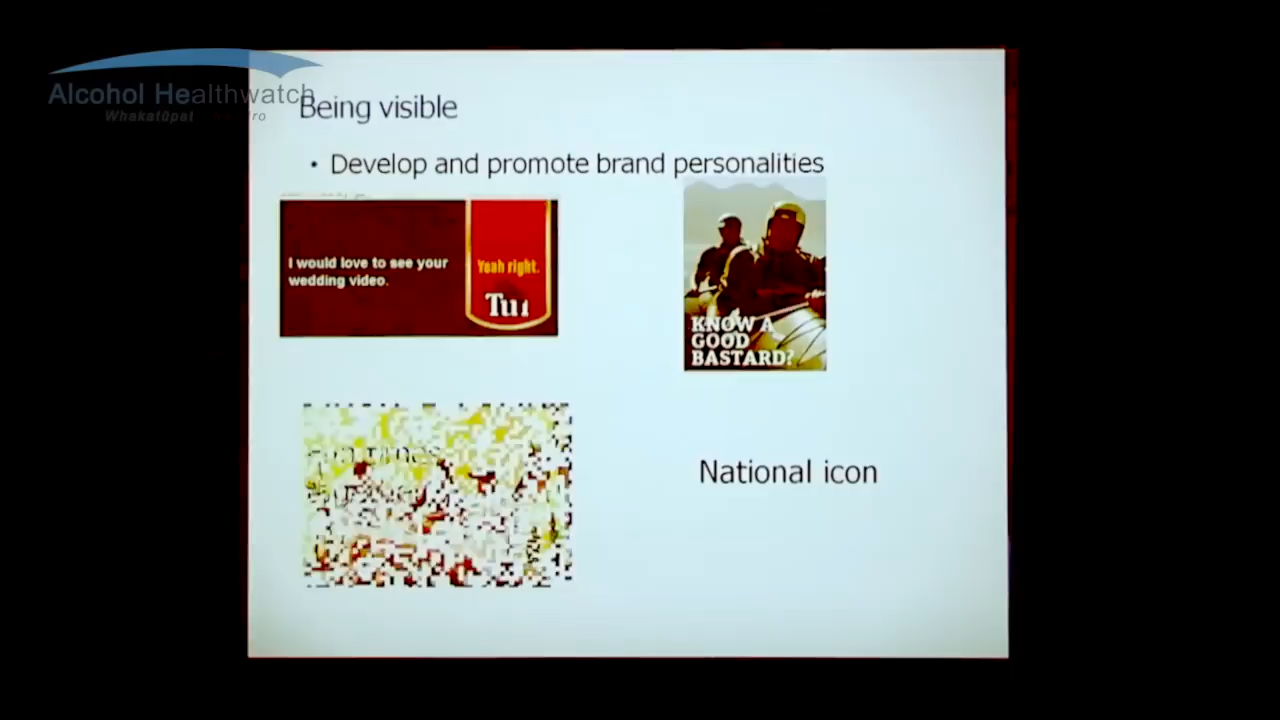 Alcohol Healthwatch
Being visible
• Develop and promote brand personalities
I would love to see your
wedding video.
Yeah right.
Tui
KNOW A
GOOD
BASTARD?
National icon